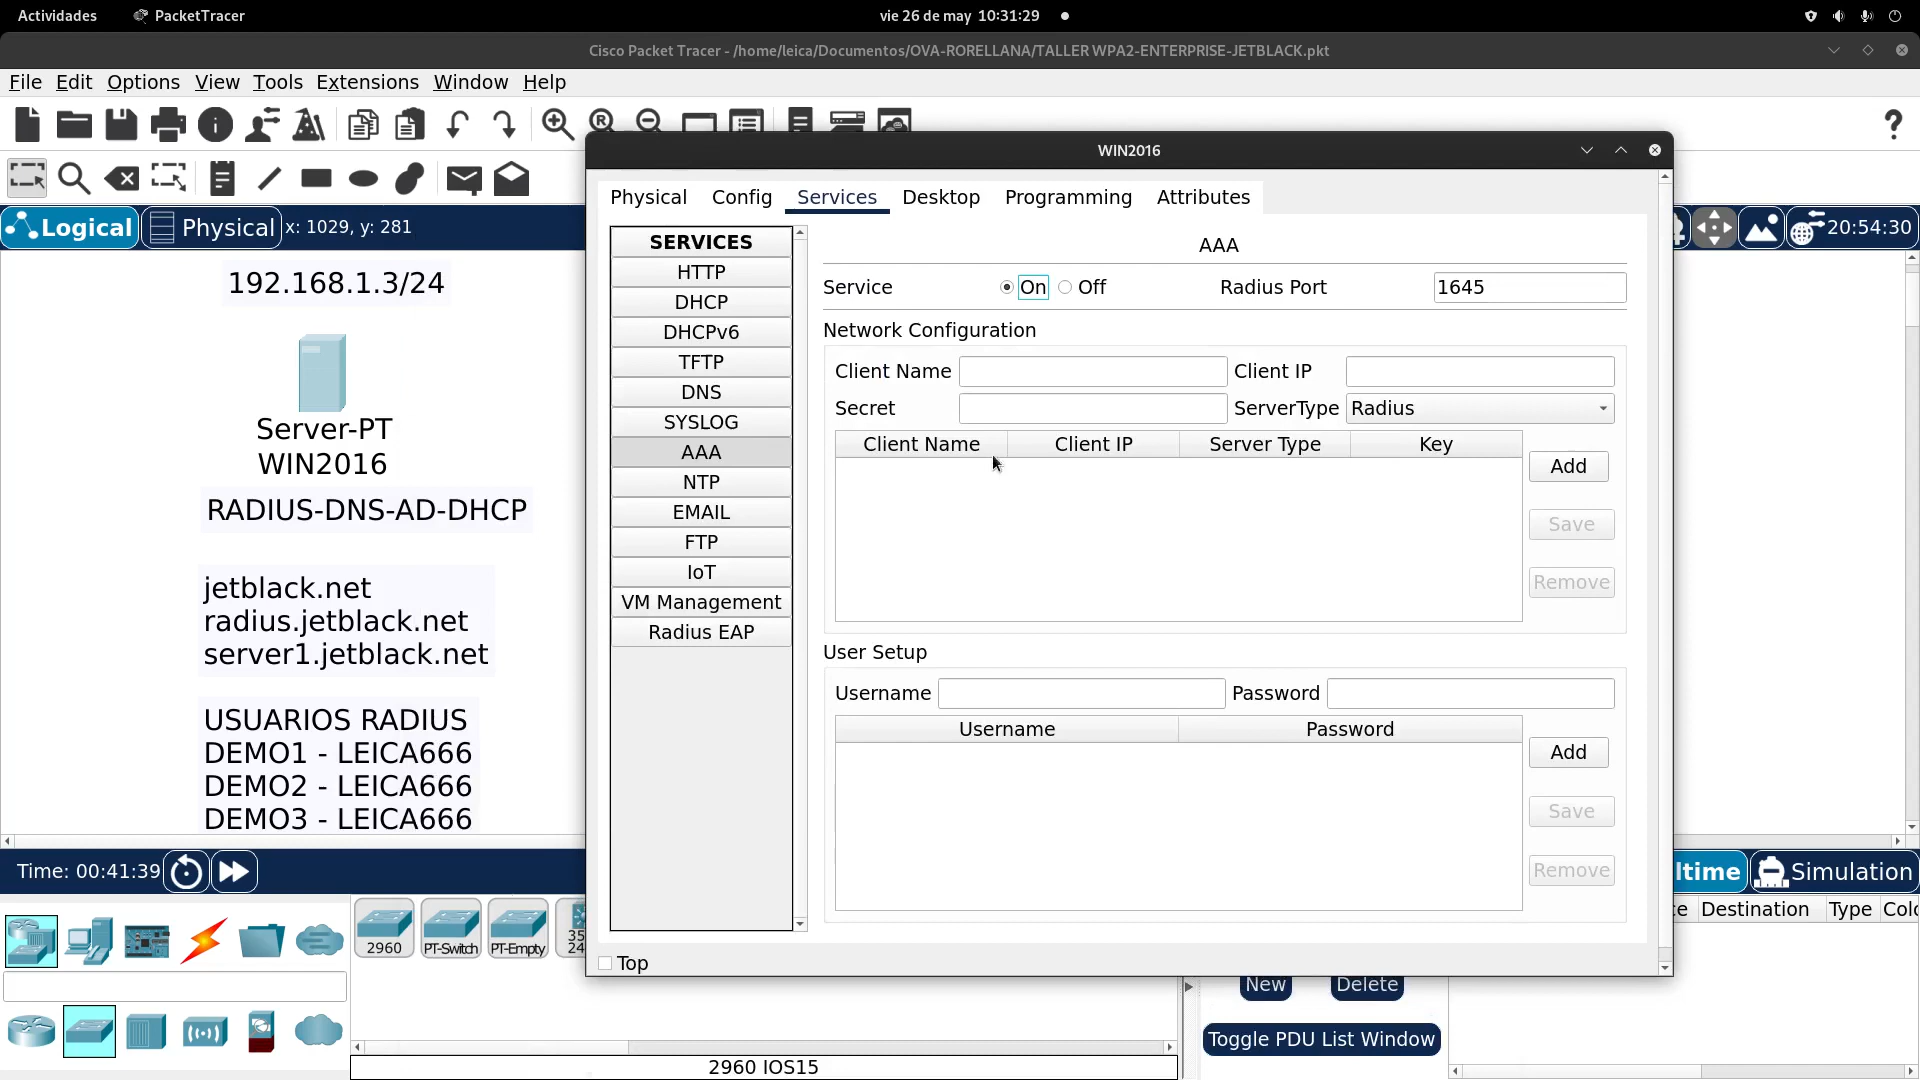 Actividades
PacketTracer
vie 26 de may 10:31:29
Cisco Packet Tracer - /home/leica/Documentos/OVA-RORELLANA/TALLER WPA2-ENTERPRISE-JETBLACK.pkt
File Edit Options View Tools Extensions Window Help
WIN2016
Physical Config Services Desktop Programming Attributes
Logical
Physical
x: 1029, y: 281
20:54:30
192.168.1.3/24
Server-PT
WIN2016
RADIUS-DNS-AD-DHCP
jetblack.net
radius.jetblack.net
server1.jetblack.net
USUARIOS RADIUS
DEMO1 - LEICA666
DEMO2 - LEICA666
DEMO3 - LEICA666
SERVICES
HTTP
DHCP
DHCPv6
TFTP
DNS
SYSLOG
AAA
NTP
EMAIL
FTP
IoT
VM Management
Radius EAP
AAA
Service On Off Radius Port 1645
Network Configuration
Client Name Client IP
Secret ServerType Radius
Client Name Client IP Server Type Key
Add
Save
Remove
User Setup
Username Password
Username Password
Add
Save
Remove
Top
Time: 00:41:39
ltime
Simulation
Destination Type
2960
PT-Switch
PT-Empty
New
Delete
Toggle PDU List Window
2960 IOS15